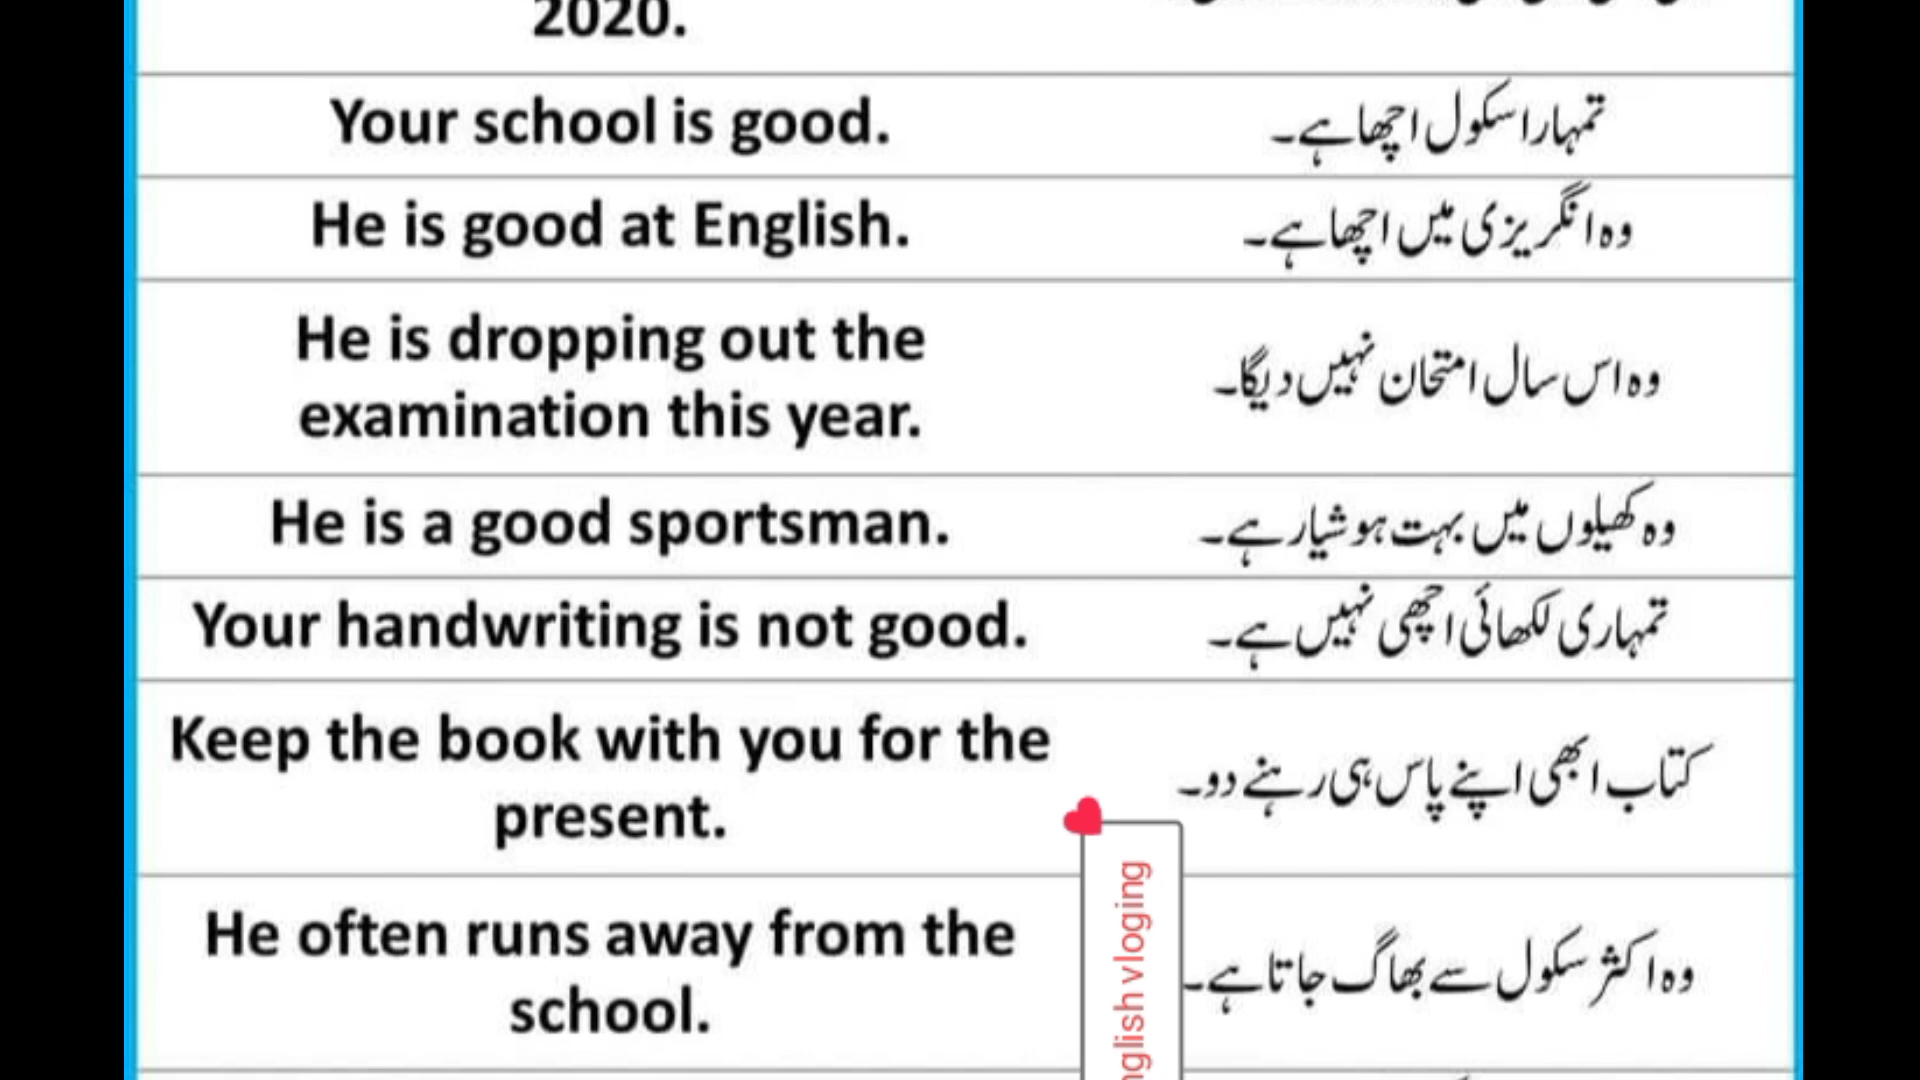 2020.
Your school is good.
تمہارا سکول اچھا ہے۔
He is good at English.
وہ انگریزی میں اچھا ہے۔
He is dropping out the
examination this year.
وہ اس سال امتحان نہیں دیگا۔
He is a good sportsman.
وہ کھیلوں میں بہت ہوشیار ہے۔
Your handwriting is not good.
تمہاری لکھائی اچھی نہیں ہے۔
Keep the book with you for the
present.
کتاب ابھی اپنے پاس ہی رہنے دو۔
He often runs away from the
school.
وہ اکثر سکول سے بھاگ جاتا ہے۔
nglish vloging